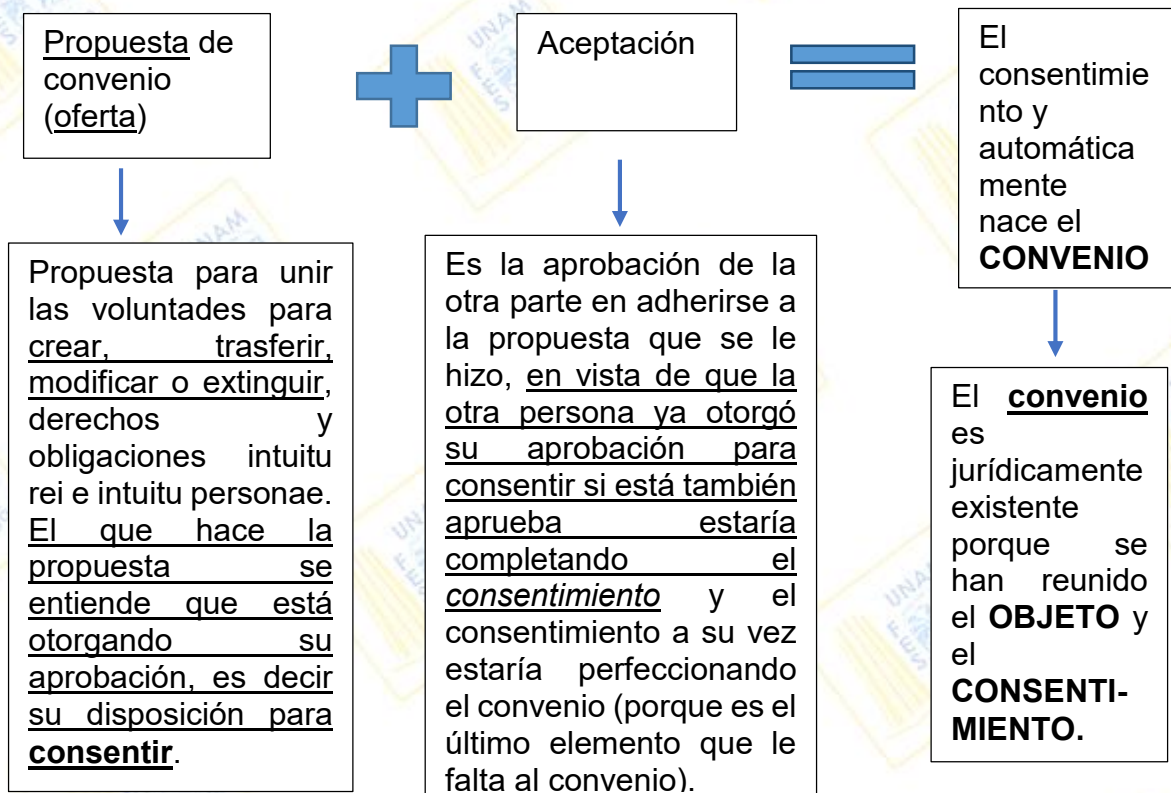 Propuesta de
convenio
(oferta)
Aceptación
El
consentimie
nto y
automática
mente
nace el
CONVENIO
Propuesta para unir
las voluntades para
crear, trasferir,
modificar o extinguir,
derechos y
obligaciones intuitu
rei e intuitu personae.
El que hace la
propuesta se
entiende que está
otorgando su
aprobación, es decir
su disposición para
consentir.
Es la aprobación de la
otra parte en adherirse a
la propuesta que se le
hizo, en vista de que la
otra persona ya otorgó
su aprobación para
consentir si está también
aprueba estaría
completando el
consentimiento y el
consentimiento a su vez
estaría perfeccionando
el convenio (porque es el
último elemento que le
falta al convenio).
El convenio
es
jurídicamente
existente
porque se
han reunido
el OBJETO y
el
CONSENTI-
MIENTO.